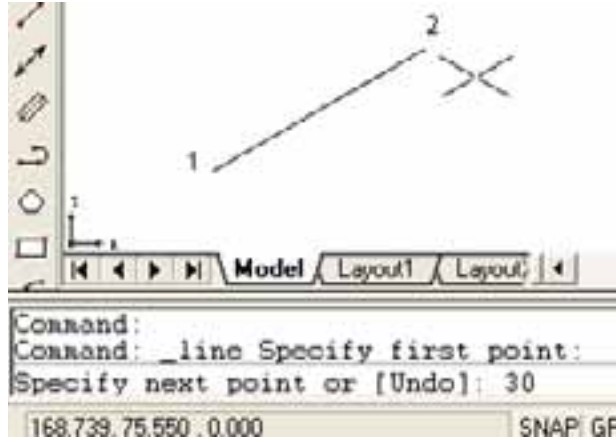 2
1
Model Layout1 Layout
Command:
Command: _line Specify first point:
Specify next point or [Undo]: 30
168.739, 75.550 , 0.000 SNAP